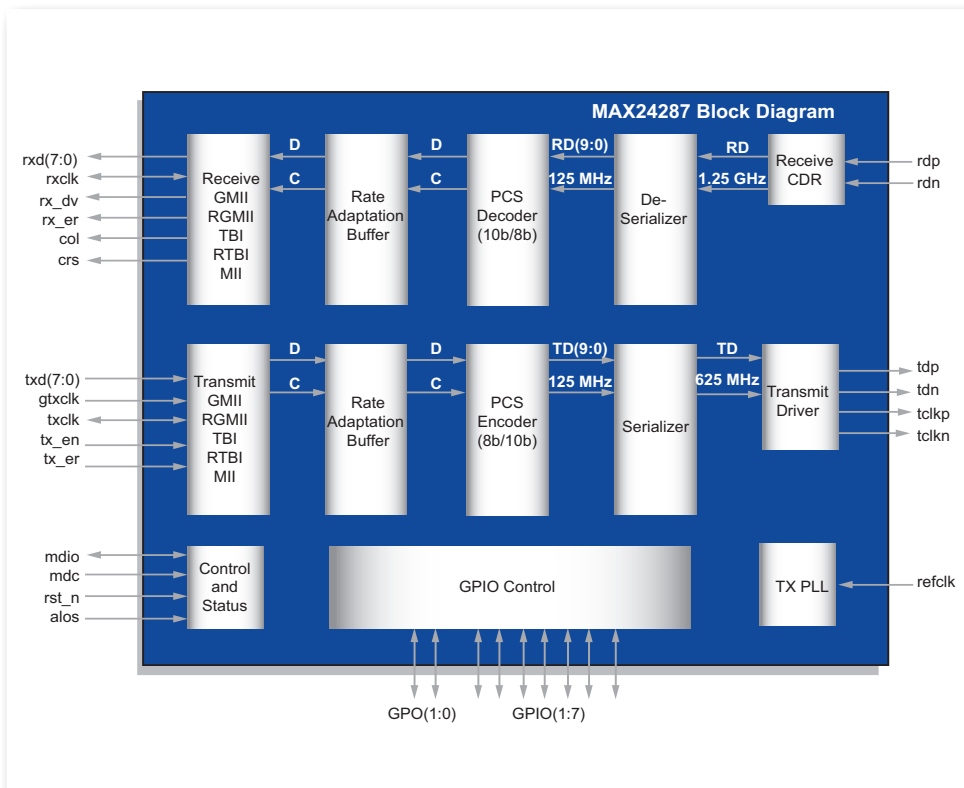 MAX24287 Block Diagram
rxd(7:0)
rxclk
rx_dv
rx_er
col
crs
Receive
GMII
RGMII
TBI
RTBI
MII
D
C
Rate
Adaptation
Buffer
D
C
PCS
Decoder
(10b/8b)
RD(9:0)
125 MHz
De-
Serializer
RD
1.25 GHz
Receive
CDR
rdp
rdn
txd(7:0)
gtxclk
txclk
tx_en
tx_er
Transmit
GMII
RGMII
TBI
RTBI
MII
D
C
Rate
Adaptation
Buffer
D
C
PCS
Encoder
(8b/10b)
TD(9:0)
125 MHz
Serializer
TD
625 MHz
Transmit
Driver
tdp
tdn
tclkp
tclkn
mdio
mdc
rst_n
alos
Control
and
Status
GPIO Control
TX PLL
refclk
GPO(1:0)
GPIO(1:7)